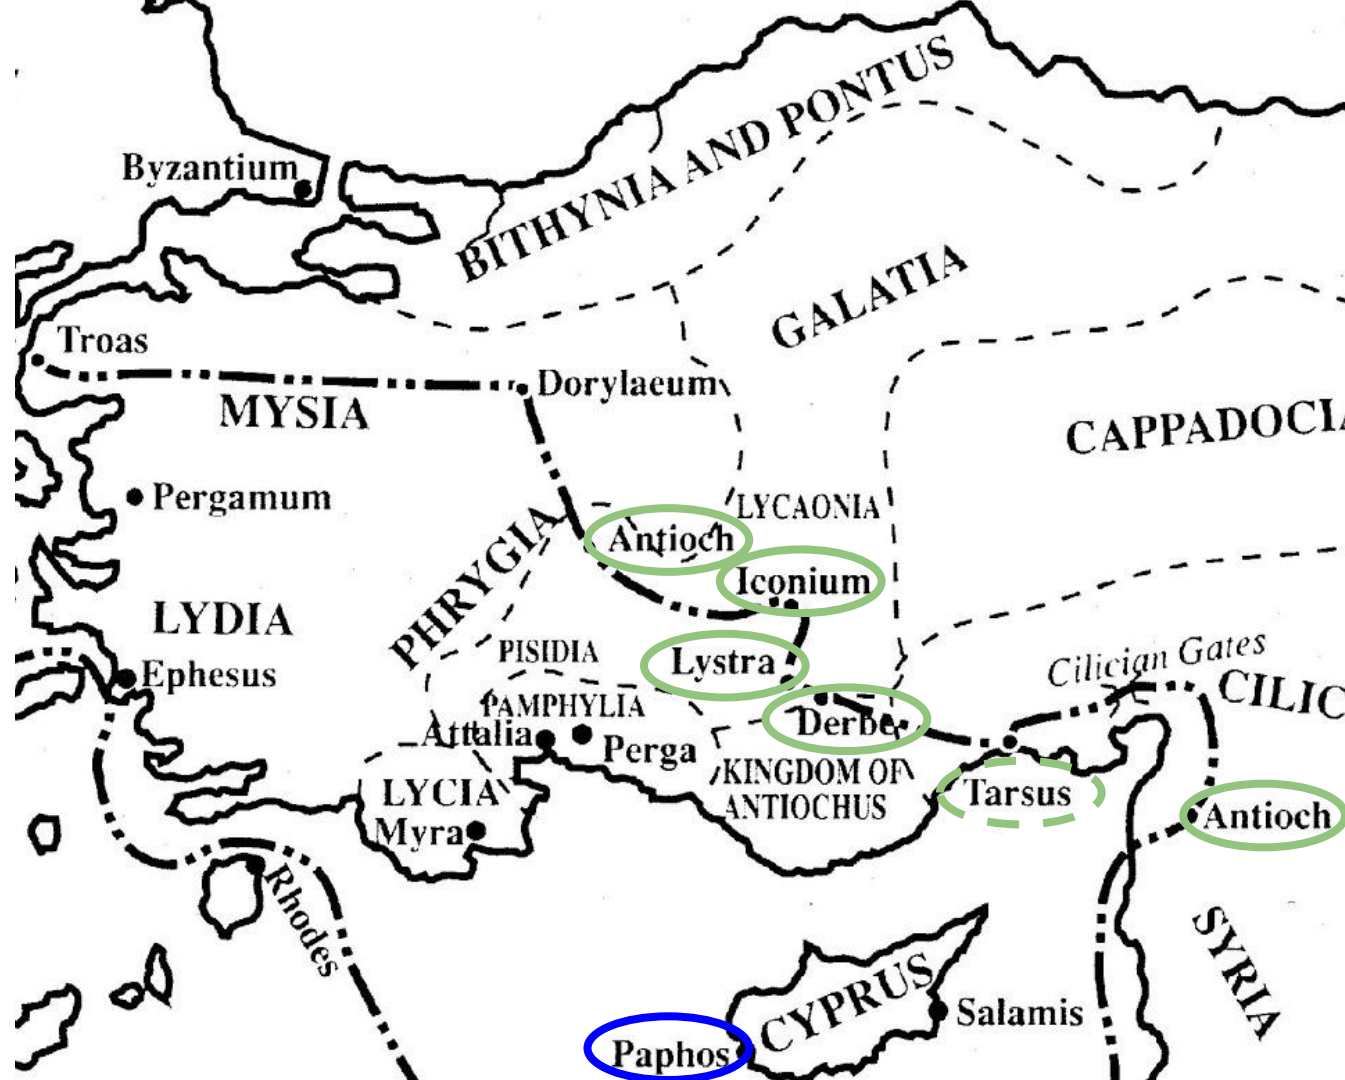 Byzantium
BITHYNIA AND PONTUS
GALATIA
Troas
Dorylaeum
MYSIA
CAPPADOCIA
Pergamum
LYCAONIA
PHRYGIA
Antioch
Iconium
LYDIA
PISIDIA
Lystra
Cilician Gates
Ephesus
CILIC
PAMPHYLIA
Attalia
Derbe
Perga
KINGDOM OF
ANTIOCHUS
LYCIA
Tarsus
Myra
Antioch
Rhodes
SYRIA
CYPRUS
Salamis
Paphos